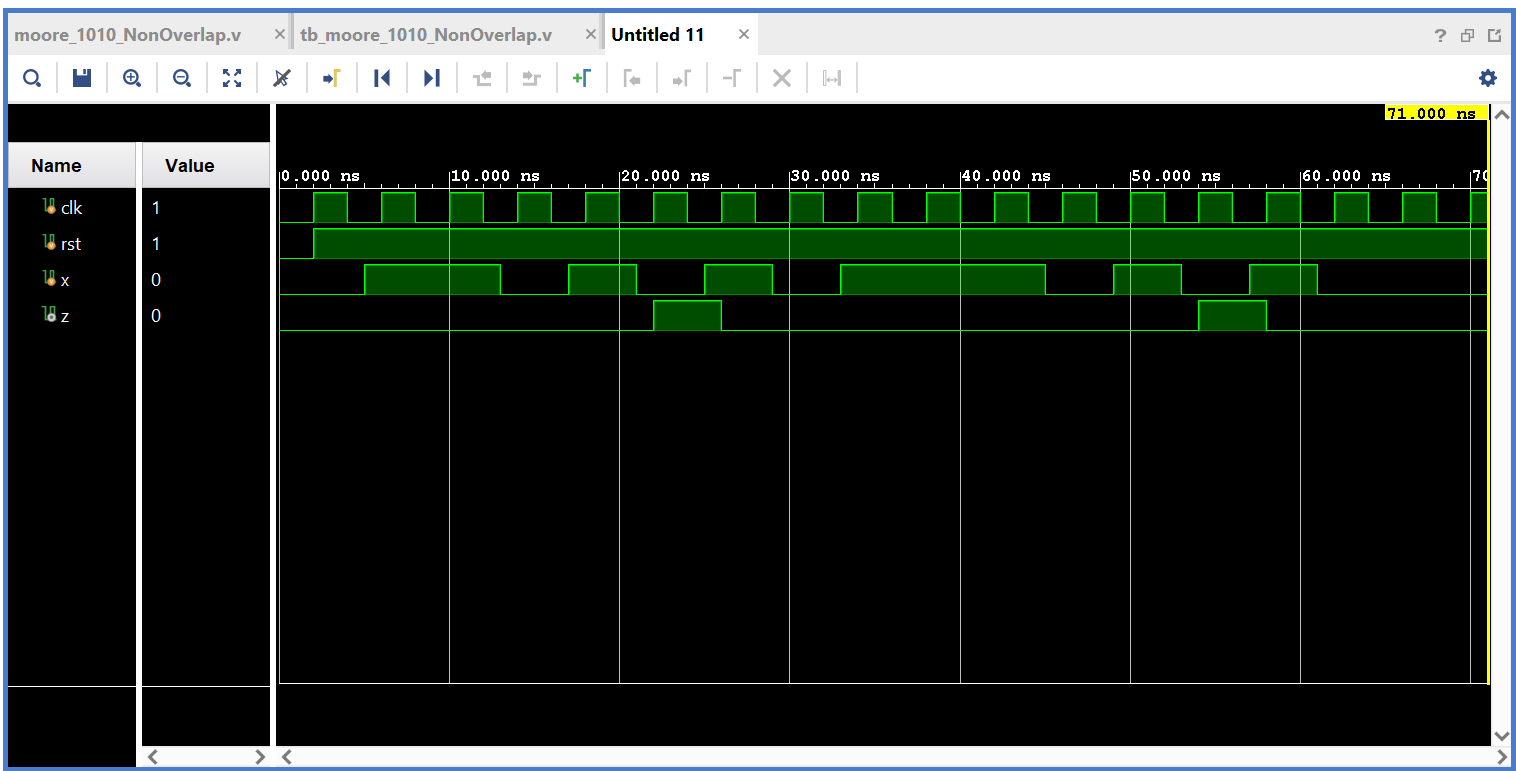 moore_1010_NonOverlap.v × tb_moore_1010_NonOverlap.v × Untitled 11 ×
71.000 ns
Name Value
0.000 ns 10.000 ns 20.000 ns 30.000 ns 40.000 ns 50.000 ns 60.000 ns 70
clk 1
rst 1
x 0
z 0